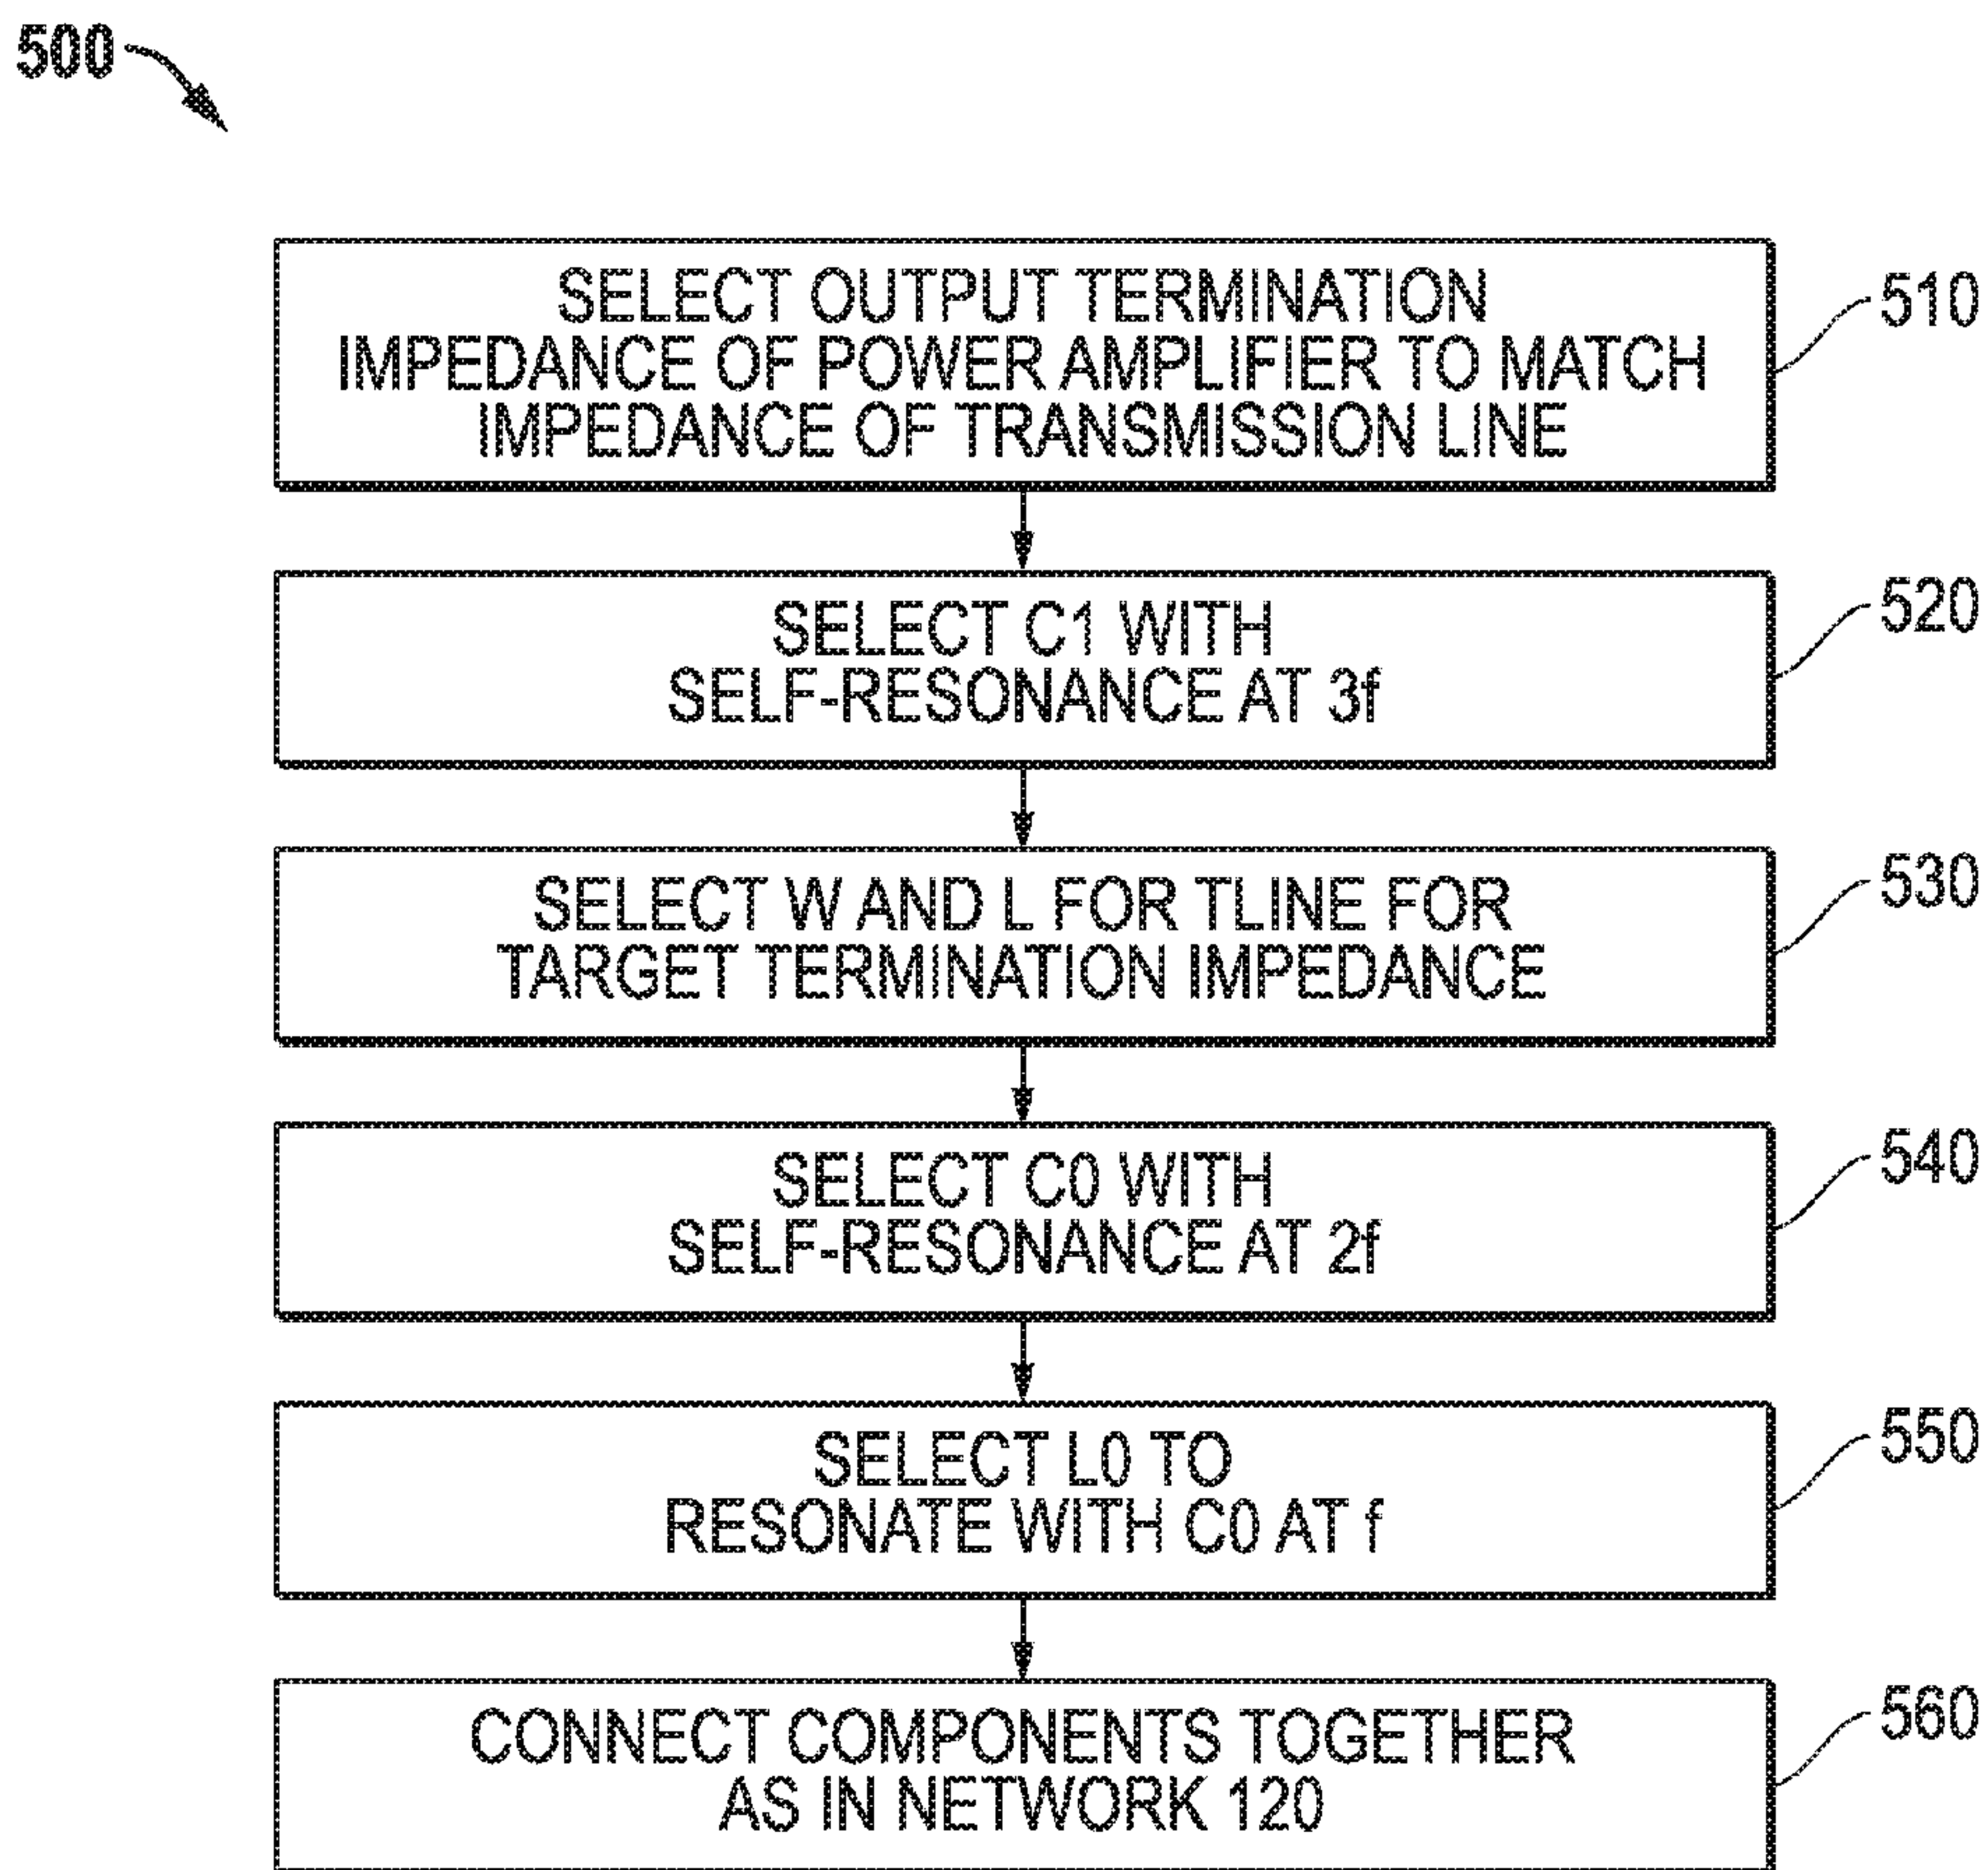 500
SELECT OUTPUT TERMINATION
IMPEDANCE OF POWER AMPLIFIER TO MATCH
IMPEDANCE OF TRANSMISSION LINE
510
SELECT C1 WITH
SELF-RESONANCE AT 3f
520
SELECT W AND L FOR TLINE FOR
TARGET TERMINATION IMPEDANCE
530
SELECT C0 WITH
SELF-RESONANCE AT 2f
540
SELECT L0 TO
RESONATE WITH C0 AT f
550
CONNECT COMPONENTS TOGETHER
AS IN NETWORK 120
560